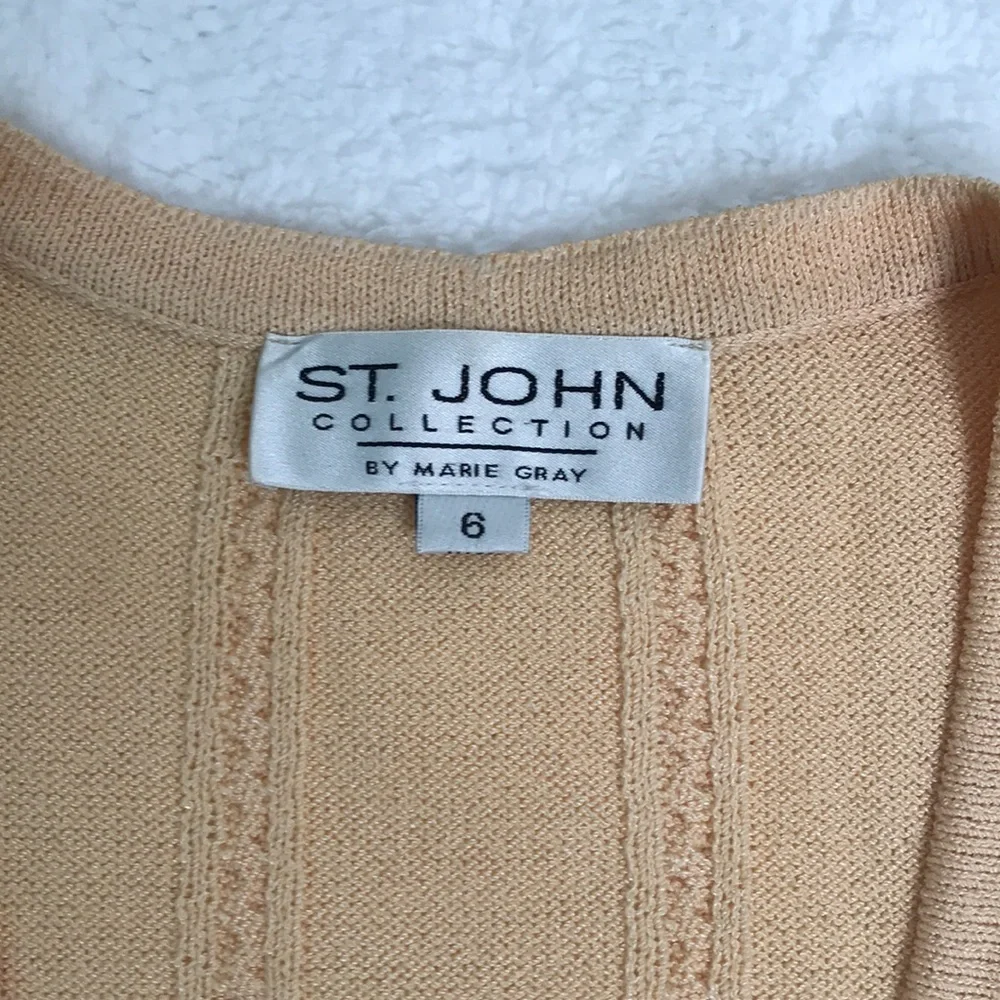 ST. JOHN
COLLECTION
BY MARIE GRAY
6